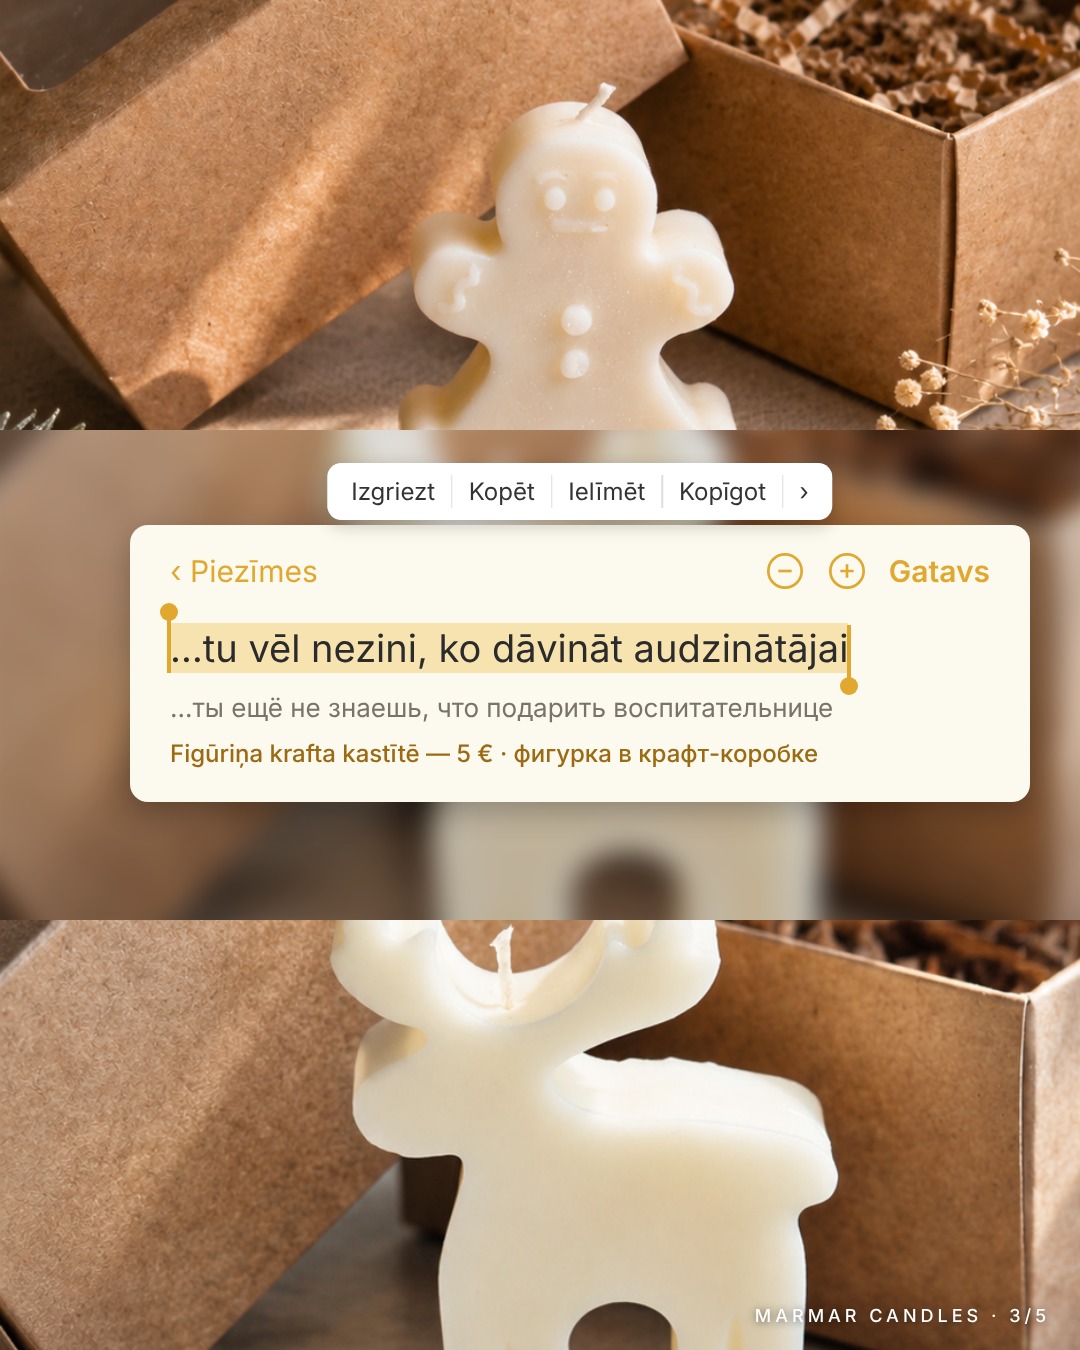 Izgriezt Kopēt Ielīmēt Kopīgot ›
‹ Piezīmes Gatavs
...tu vēl nezini, ko dāvināt audzinātājai
...ты ещё не знаешь, что подарить воспитательнице
Figūriņa krafta kastītē — 5 € · фигурка в крафт-коробке
MARMAR CANDLES · 3/5